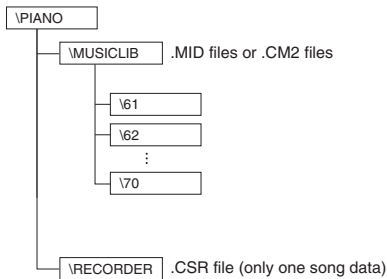 \PIANO
\MUSICLIB .MID files or .CM2 files
\61
\62
⋮
\70
\RECORDER .CSR file (only one song data)